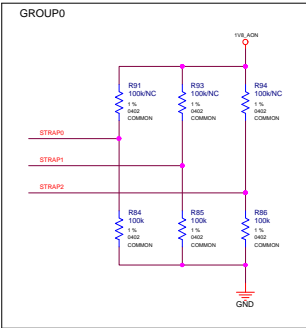 GROUP0
1V8_AON
R91
100k/NC
1 %
0402
COMMON
R93
100k/NC
1 %
0402
COMMON
R94
100k/NC
1 %
0402
COMMON
STRAP0
STRAP1
STRAP2
R84
100k
1 %
0402
COMMON
R85
100k
1 %
0402
COMMON
R86
100k
1 %
0402
COMMON
GND